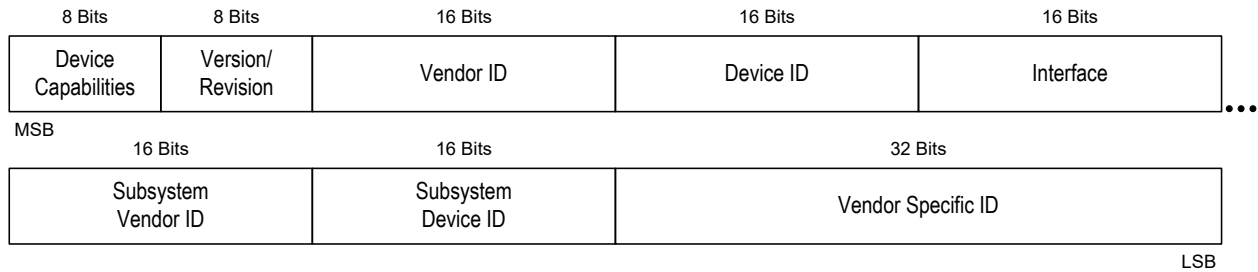 8 Bits 8 Bits 16 Bits 16 Bits 16 Bits
Device Capabilities Version/ Revision Vendor ID Device ID Interface
...
MSB
16 Bits 16 Bits 32 Bits
Subsystem Vendor ID Subsystem Device ID Vendor Specific ID
LSB